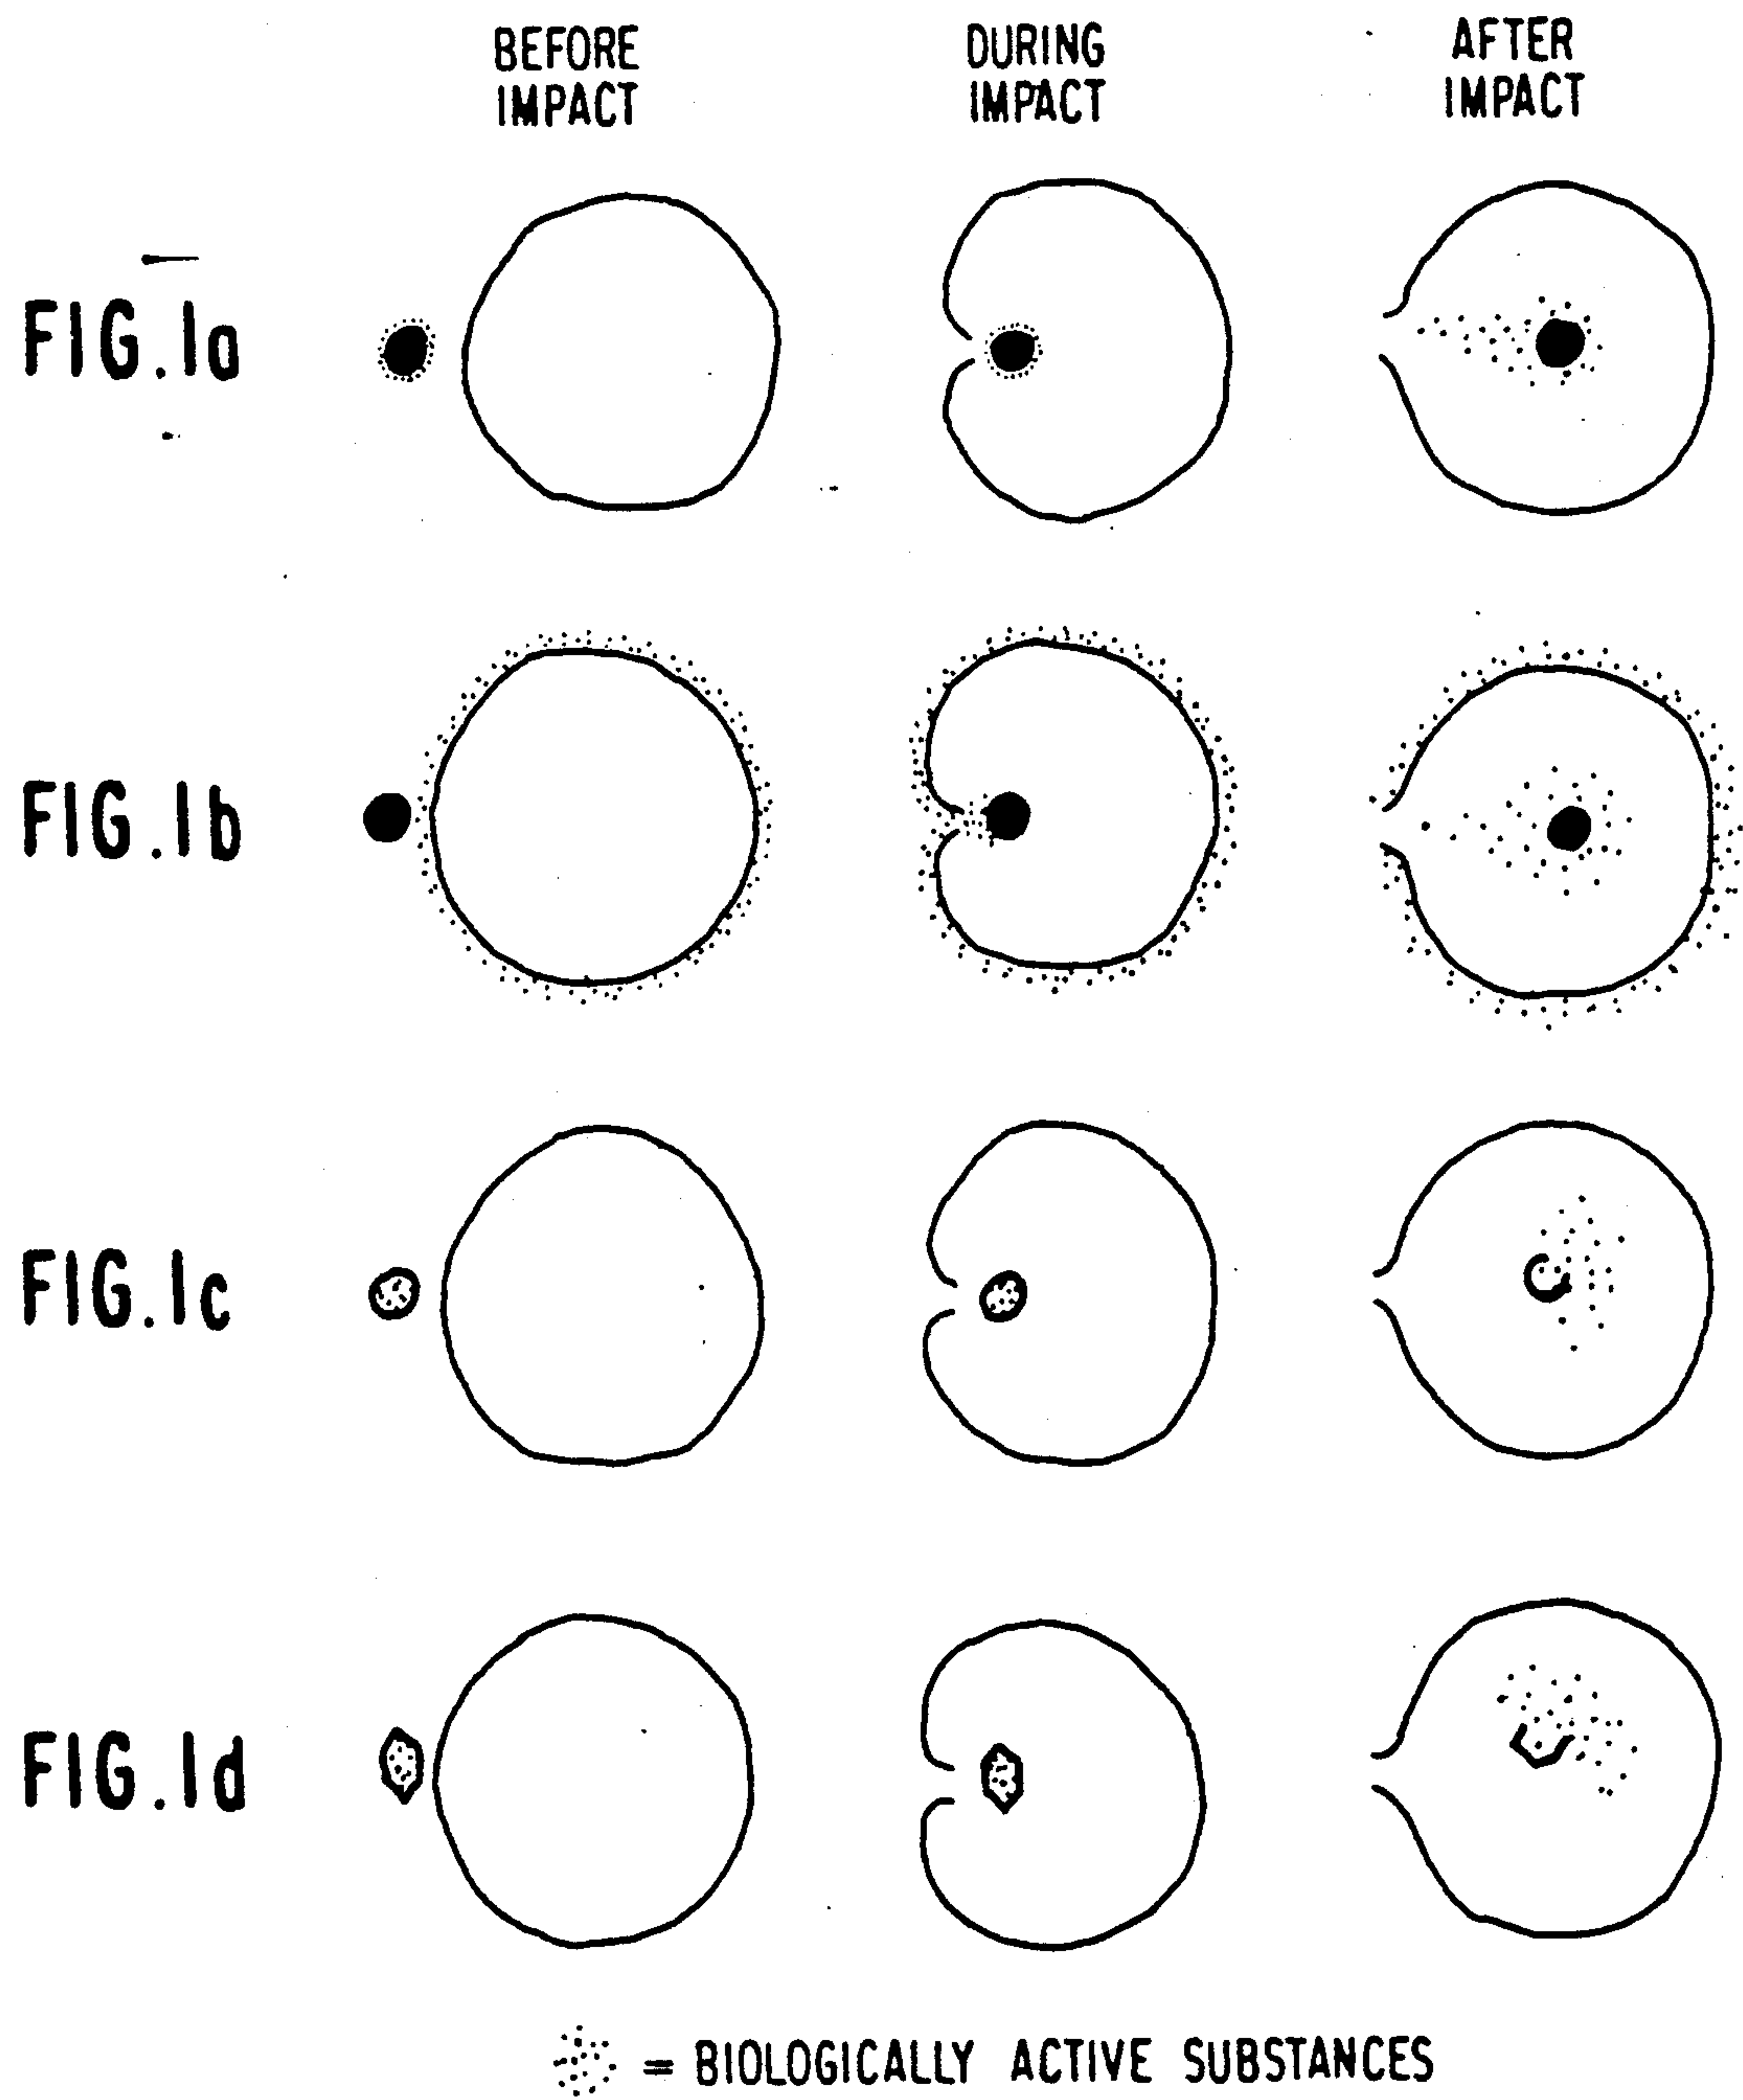 BEFORE
IMPACT
DURING
IMPACT
AFTER
IMPACT
FIG.1a
FIG.1b
FIG.1c
FIG.1d
= BIOLOGICALLY ACTIVE SUBSTANCES